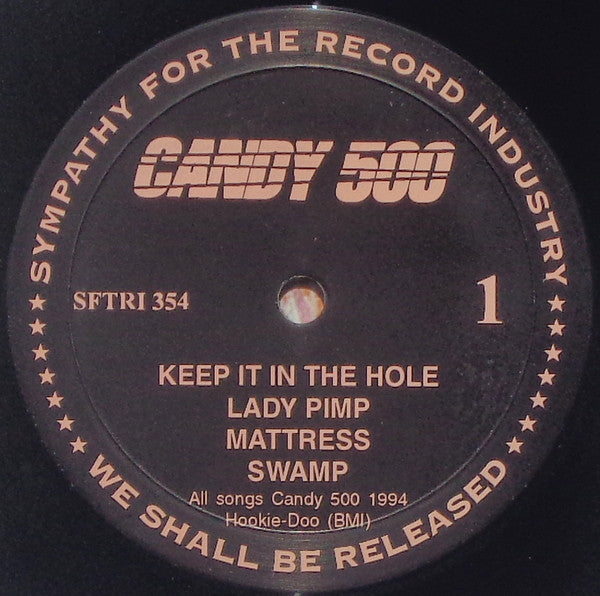 SYMPATHY FOR THE RECORD INDUSTRY
CANDY 500
SFTRI 354
1
KEEP IT IN THE HOLE
LADY PIMP
MATTRESS
SWAMP
All songs Candy 500 1994
Hookie-Doo (BMI)
WE SHALL BE RELEASED